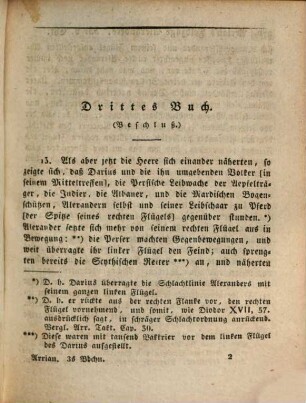 Drittes Buch.
(Beschluß.)
13. Als aber jetzt die Heere sich einander näherten, so
zeigte sich, daß Darius und die ihn umgebenden Völker [in
seinem Mitteltreffen], die Persische Leibwache der Aepfelträ=
ger, die Indier, die Albaner, und die Mardischen Bogen=
schützen, Alexandern selbst und seiner Leibschaar zu Pferd
[der Spitze seines rechten Flügels] gegenüber stunden. *)
Alexander setzte sich mehr von seinem rechten Flügel aus in
Bewegung: **) die Perser machten Gegenbewegungen, und
weit überragte ihr linker Flügel den Feind; auch spreng=
ten bereits die Scythischen Reiter ***) an, und näherten
*) D. h. Darius überragte die Schlachtlinie Alexanders mit
seinem ganzen linken Flügel.
**) D. h. er rückte aus der rechten Flanke vor, den rechten
Flügel vornehmend, und somit, wie Diodor XVII, 57.
ausdrücklich sagt, in schräger Schlachtordnung anrückend.
Vergl. Arr. Takt. Cap. 30.
***) Diese waren mit tausend Baktrier vor dem linken Flügel
des Darius aufgestellt.
Arrian. 3s Bdchn. 2